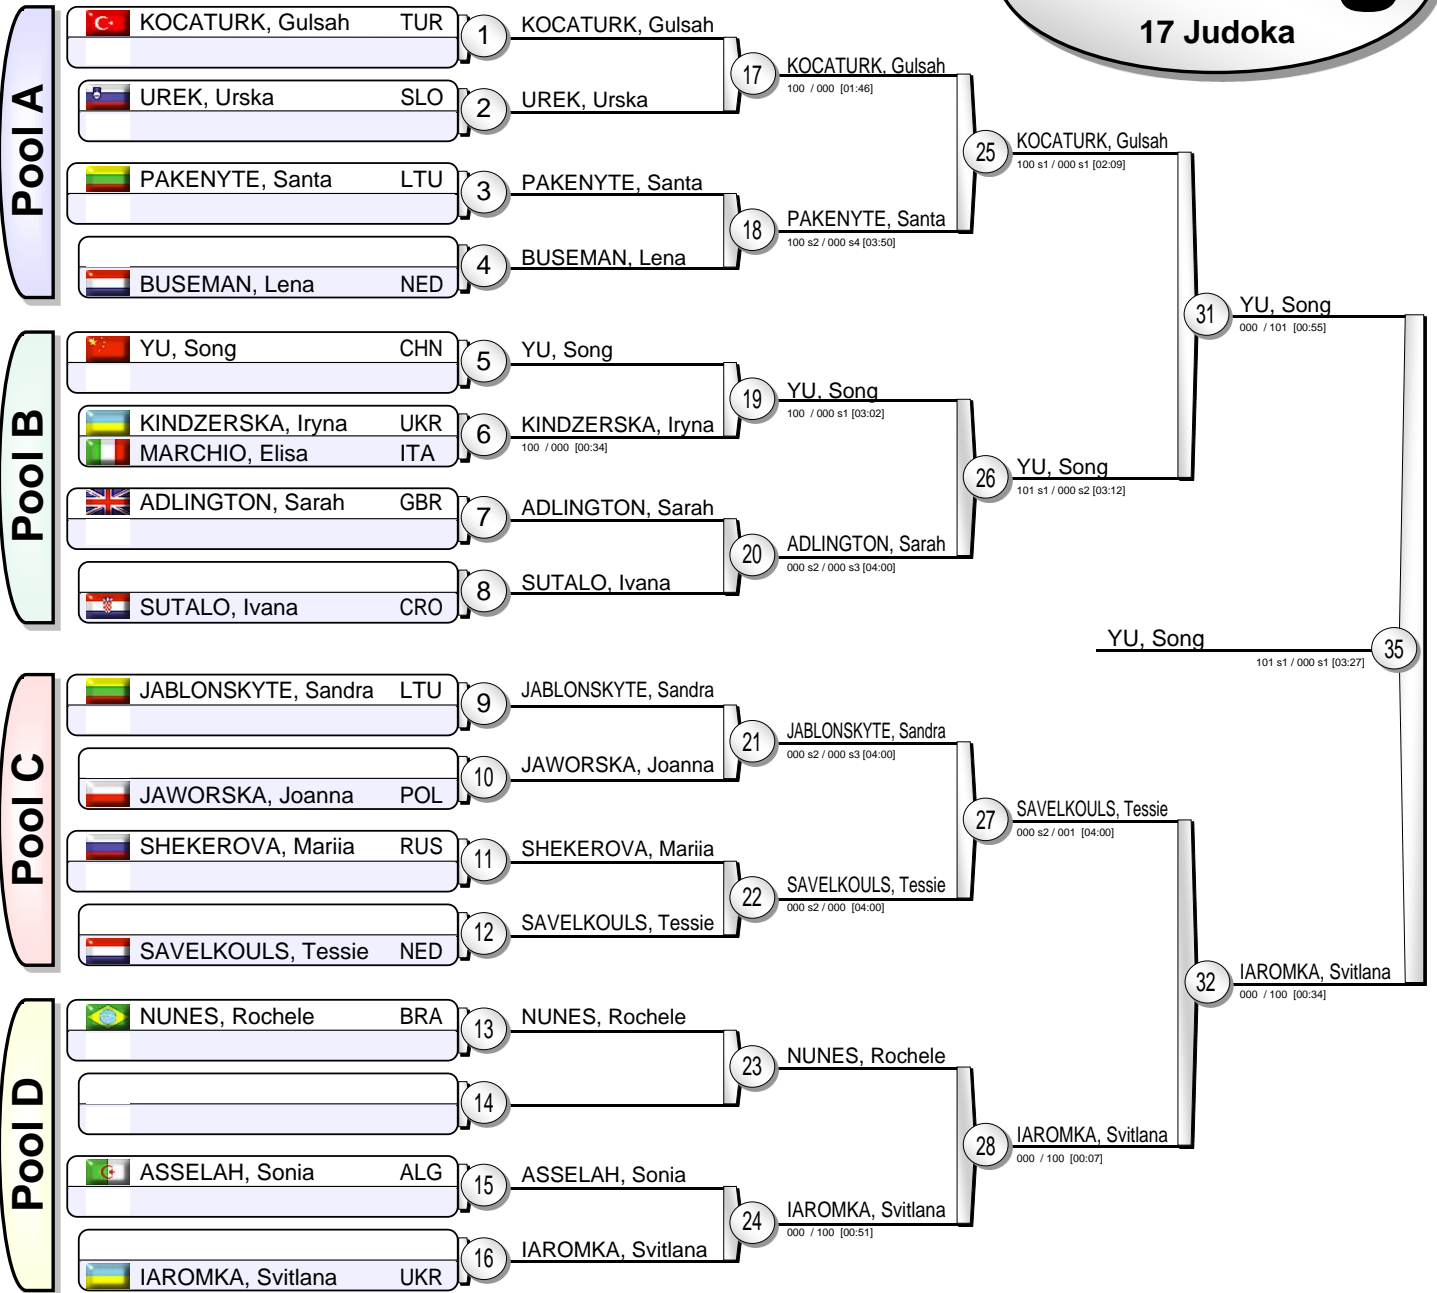 17 Judoka
Pool A
KOCATURK, Gulsah TUR
1
KOCATURK, Gulsah
UREK, Urska SLO
2
UREK, Urska
17
KOCATURK, Gulsah
100 / 000 [01:46]
PAKENYTE, Santa LTU
3
PAKENYTE, Santa
BUSEMAN, Lena NED
4
BUSEMAN, Lena
18
PAKENYTE, Santa
100 s2 / 000 s4 [03:50]
25
KOCATURK, Gulsah
100 s1 / 000 s1 [02:09]
Pool B
YU, Song CHN
5
YU, Song
KINDZERSKA, Iryna UKR
MARCHIO, Elisa ITA
6
KINDZERSKA, Iryna
100 / 000 [00:34]
19
YU, Song
100 / 000 s1 [03:02]
ADLINGTON, Sarah GBR
7
ADLINGTON, Sarah
SUTALO, Ivana CRO
8
SUTALO, Ivana
20
ADLINGTON, Sarah
000 s2 / 000 s3 [04:00]
26
YU, Song
101 s1 / 000 s2 [03:12]
31
YU, Song
000 / 101 [00:55]
Pool C
JABLONSKYTE, Sandra LTU
9
JABLONSKYTE, Sandra
JAWORSKA, Joanna POL
10
JAWORSKA, Joanna
21
JABLONSKYTE, Sandra
000 s2 / 000 s3 [04:00]
SHEKEROVA, Mariia RUS
11
SHEKEROVA, Mariia
SAVELKOULS, Tessie NED
12
SAVELKOULS, Tessie
22
SAVELKOULS, Tessie
000 s2 / 000 [04:00]
27
SAVELKOULS, Tessie
000 s2 / 001 [04:00]
Pool D
NUNES, Rochele BRA
13
NUNES, Rochele
14
23
NUNES, Rochele
ASSELAH, Sonia ALG
15
ASSELAH, Sonia
IAROMKA, Svitlana UKR
16
IAROMKA, Svitlana
24
IAROMKA, Svitlana
000 / 100 [00:51]
28
IAROMKA, Svitlana
000 / 100 [00:07]
32
IAROMKA, Svitlana
000 / 100 [00:34]
YU, Song
101 s1 / 000 s1 [03:27]
35